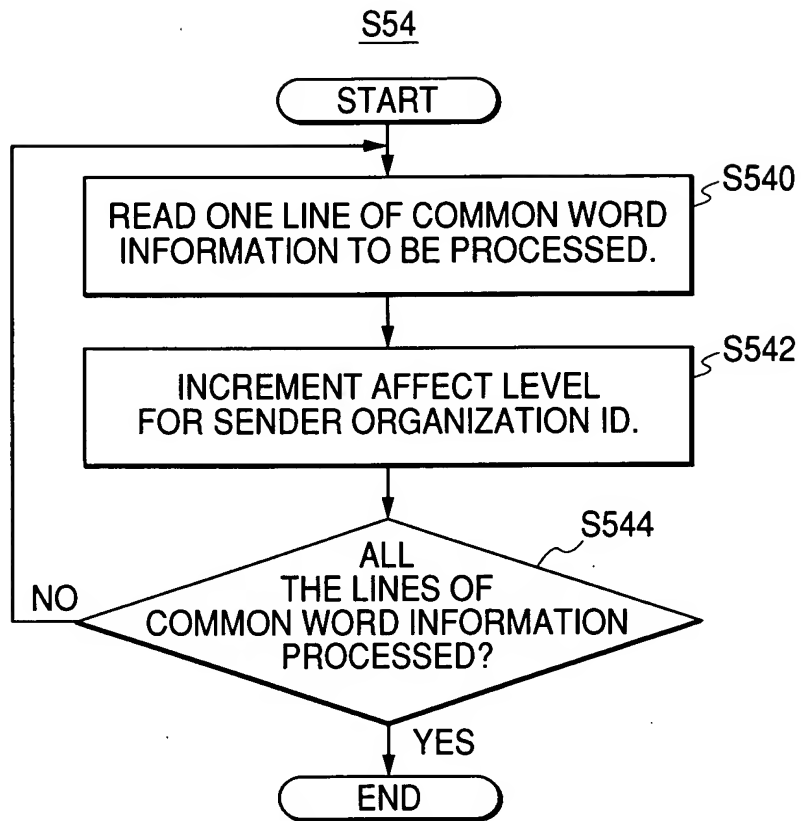 S54
START
S540
READ ONE LINE OF COMMON WORD
INFORMATION TO BE PROCESSED.
S542
INCREMENT AFFECT LEVEL
FOR SENDER ORGANIZATION ID.
S544
ALL
THE LINES OF
COMMON WORD INFORMATION
PROCESSED?
NO
YES
END